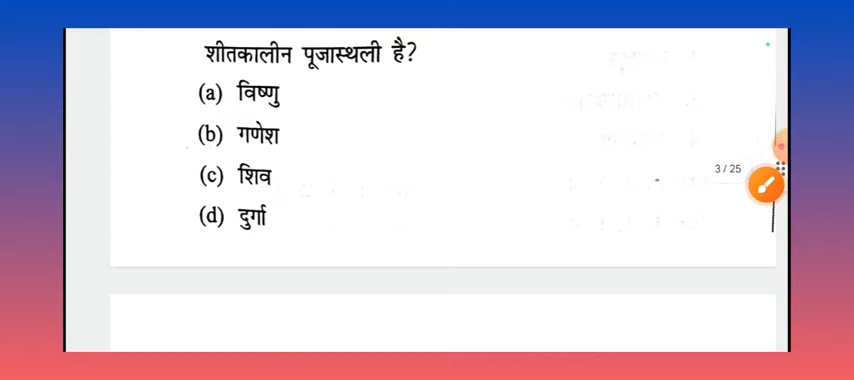 शीतकालीन पूजास्थली है?
(a) विष्णु
(b) गणेश
(c) शिव
(d) दुर्गा
3 / 25